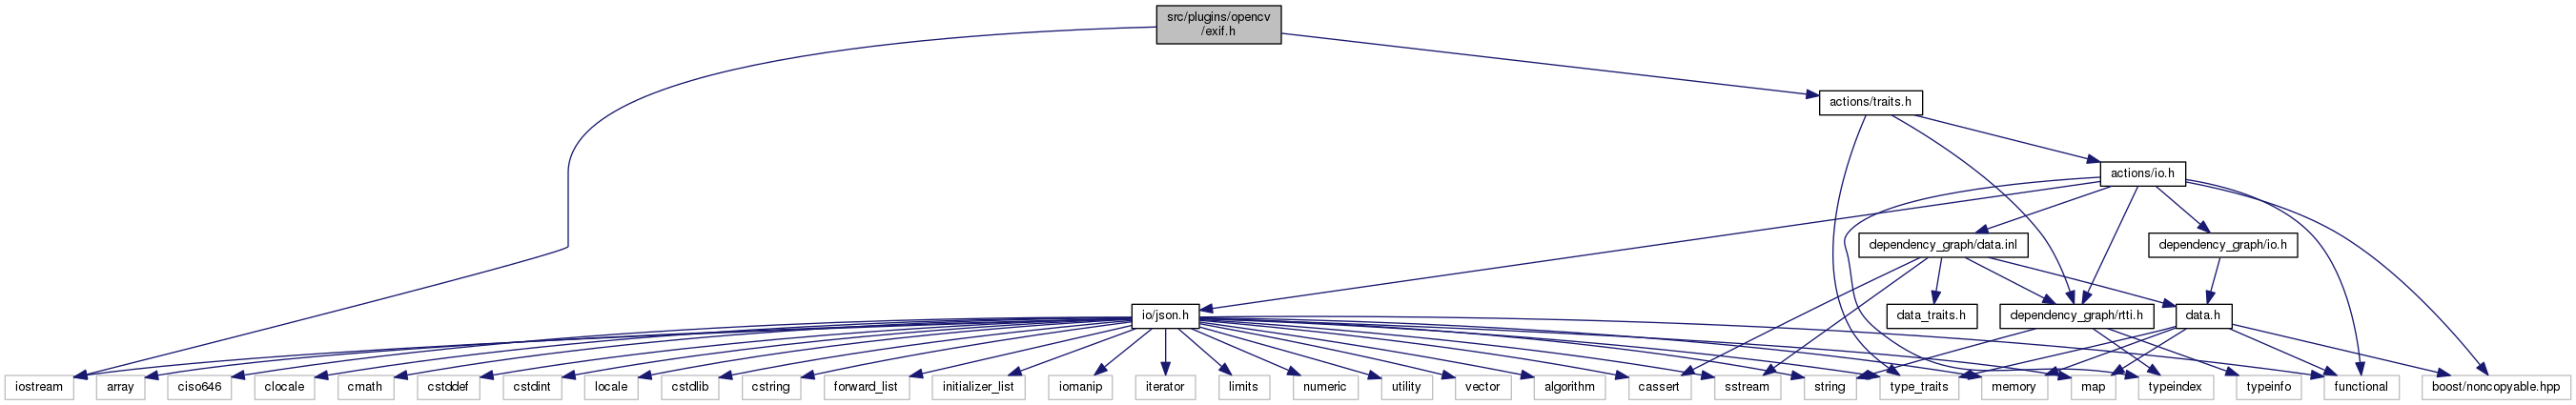 src/plugins/opencv
/exif.h
actions/traits.h
actions/io.h
dependency_graph/data.inl
dependency_graph/io.h
io/json.h
data_traits.h
dependency_graph/rtti.h
data.h
iostream
array
ciso646
clocale
cmath
cstddef
cstdint
locale
cstdlib
cstring
forward_list
initializer_list
iomanip
iterator
limits
numeric
utility
vector
algorithm
cassert
sstream
string
type_traits
memory
map
typeindex
typeinfo
functional
boost/noncopyable.hpp